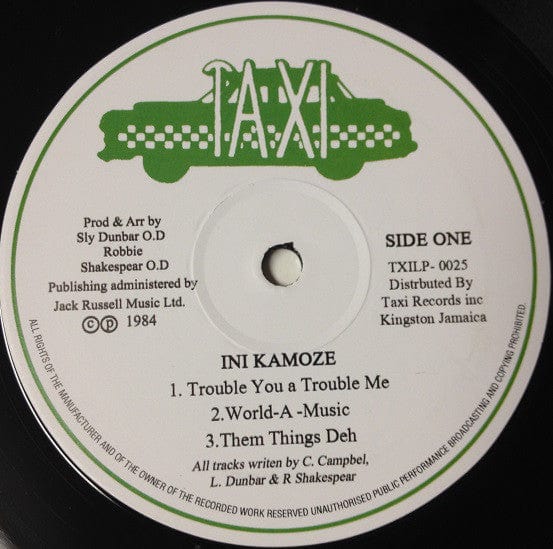 TAXI
Prod & Arr by
Sly Dunbar O.D
Robbie
Shakespear O.D
Publishing administered by
Jack Russell Music Ltd.
©℗ 1984
SIDE ONE
TXILP- 0025
Distrbuted By
Taxi Records inc
Kingston Jamaica
INI KAMOZE
1. Trouble You a Trouble Me
2.World-A -Music
3.Them Things Deh
All tracks writen by C. Campbel,
L. Dunbar & R Shakespear
ALL RIGHTS OF THE MANUFACTURER AND OF THE OWNER OF THE RECORDED WORK RESERVED UNAUTHORISED PUBLIC PERFORMANCE BROADCASTING AND COPYING PROHIBITED.